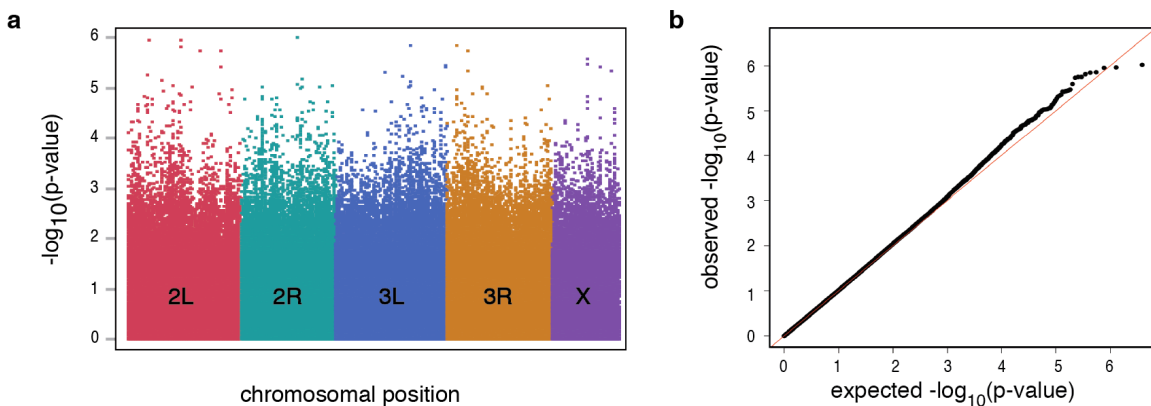 a
6
5
4
3
2
1
0
-log10(p-value)
2L 2R 3L 3R X
chromosomal position
b
6
5
4
3
2
1
0
observed -log10(p-value)
0 1 2 3 4 5 6
expected -log10(p-value)